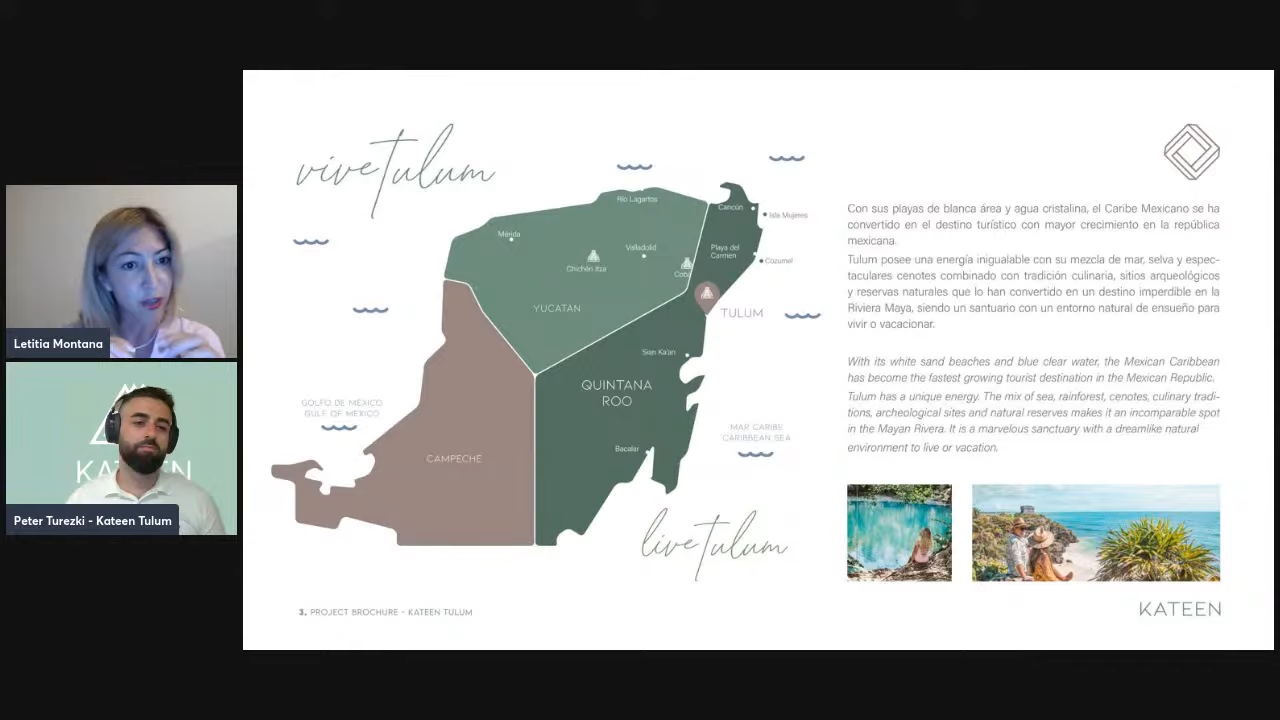 vive Tulum
Río Lagartos
Cancún
Isla Mujeres
Mérida
Valladolid
Playa del
Carmen
Cozumel
Chichén Itza
Cobá
YUCATAN
TULUM
Sian Ka'an
QUINTANA
ROO
GOLFO DE MÉXICO
GULF OF MEXICO
MAR CARIBE
CARIBBEAN SEA
Bacalar
CAMPECHE
live Tulum
3. PROJECT BROCHURE - KATEEN TULUM
Con sus playas de blanca área y agua cristalina, el Caribe Mexicano se ha
convertido en el destino turístico con mayor crecimiento en la república
mexicana.
Tulum posee una energía inigualable con su mezcla de mar, selva y espec-
taculares cenotes combinado con tradición culinaria, sitios arqueológicos
y reservas naturales que lo han convertido en un destino imperdible en la
Riviera Maya, siendo un santuario con un entorno natural de ensueño para
vivir o vacacionar.
With its white sand beaches and blue clear water, the Mexican Caribbean
has become the fastest growing tourist destination in the Mexican Republic.
Tulum has a unique energy. The mix of sea, rainforest, cenotes, culinary tradi-
tions, archeological sites and natural reserves makes it an incomparable spot
in the Mayan Rivera. It is a marvelous sanctuary with a dreamlike natural
environment to live or vacation.
KATEEN
Letitia Montana
KATEEN
Peter Turezki - Kateen Tulum